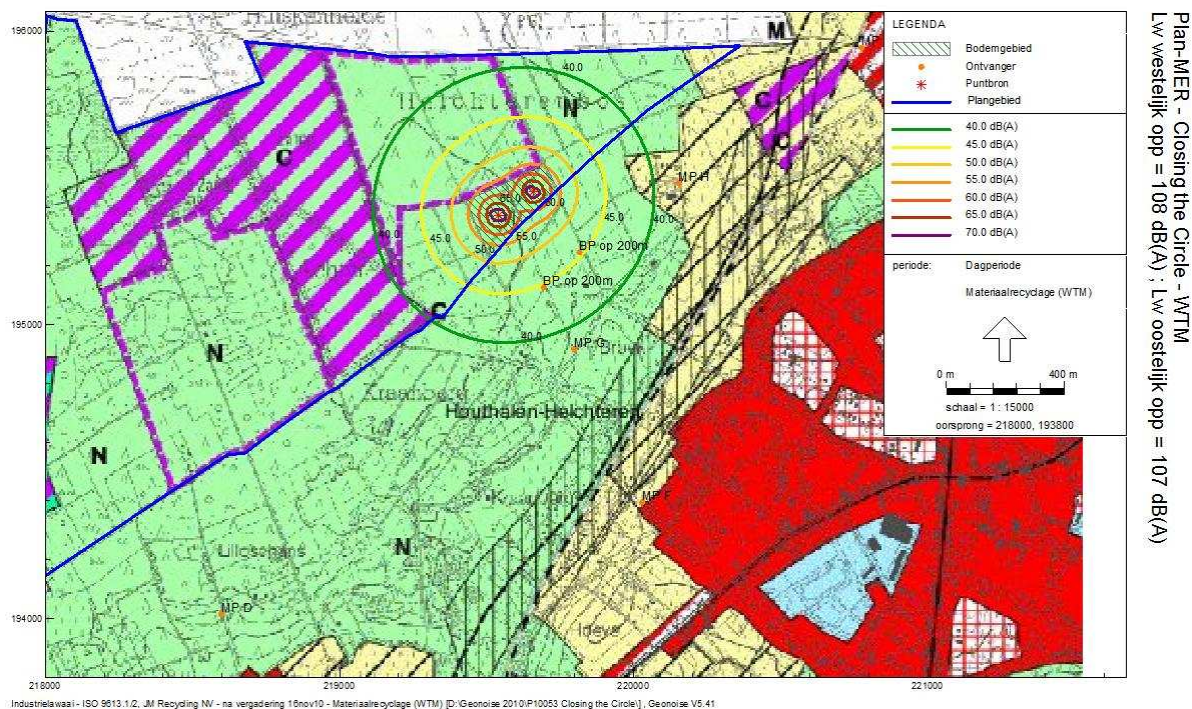 Plan-MER - Closing the Circle - WTM
Lw westelijk opp = 108 dB(A) ; Lw oostelijk opp = 107 dB(A)
196000
195000
194000
218000
219000
220000
221000
M
N
C
C
C
C
N
N
N
40.0
40.0
40.0
40.0
45.0
45.0
50.0
55.0
60.0
MP H
BP op 200m
BP op 200m
MP G
MP F
MP D
Houthalen-Helchteren
Lillosehans
LEGENDA
Bodemgebied
Ontvanger
Puntbron
Plangebied
40.0 dB(A)
45.0 dB(A)
50.0 dB(A)
55.0 dB(A)
60.0 dB(A)
65.0 dB(A)
70.0 dB(A)
periode: Dagperiode
Materiaalrecyclage (WTM)
0 m 400 m
schaal = 1 : 15000
oorsprong = 218000, 193800
Industrielawaai - ISO 9613.1/2, JM Recycling NV - na vergadering 16nov10 - Materiaalrecyclage (WTM) [D:\Geonoise 2010\P10053 Closing the Circle\] , Geonoise V5.41